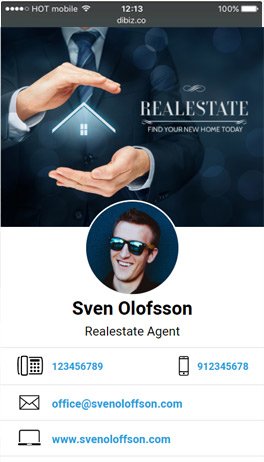 HOT mobile 12:13 100%
dibiz.co
REALESTATE
FIND YOUR NEW HOME TODAY
Sven Olofsson
Realestate Agent
123456789 912345678
office@svenoloffson.com
www.svenoloffson.com